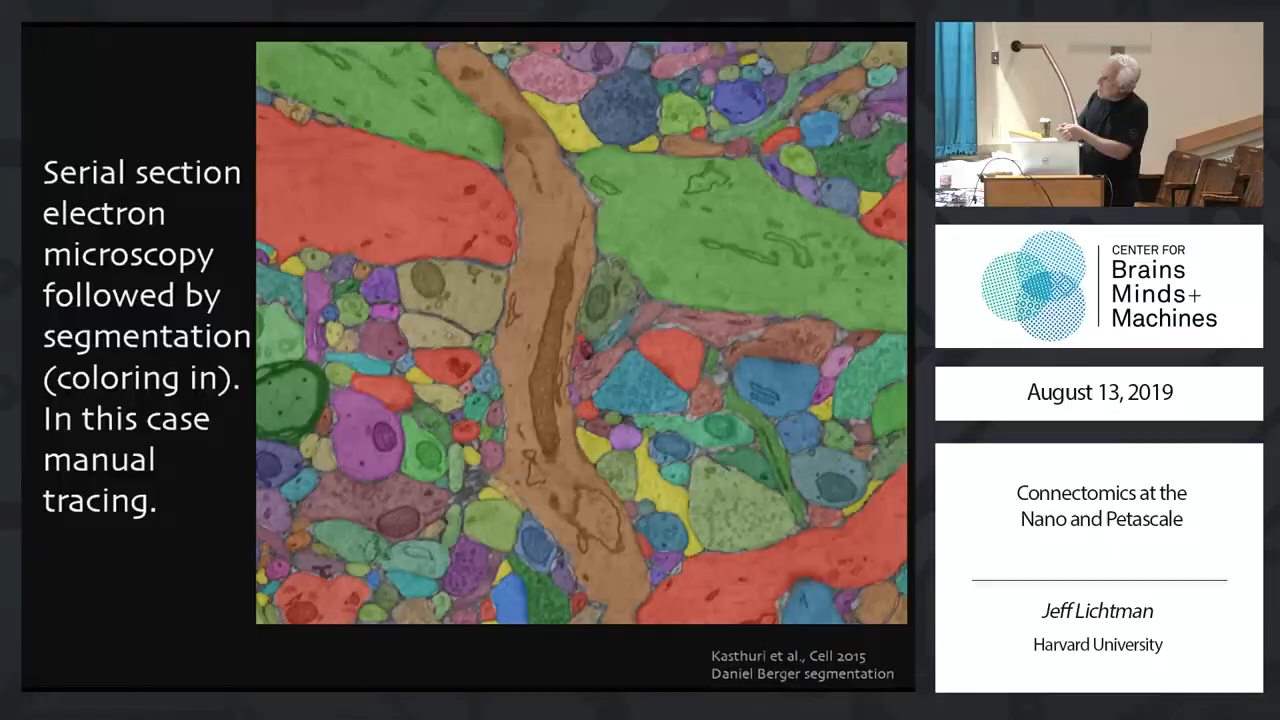 Serial section
electron
microscopy
followed by
segmentation
(coloring in).
In this case
manual
tracing.
Kasthuri et al., Cell 2015
Daniel Berger segmentation
CENTER FOR
Brains
Minds+
Machines
August 13, 2019
Connectomics at the
Nano and Petascale
Jeff Lichtman
Harvard University